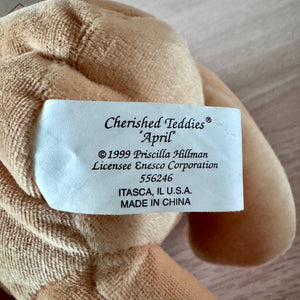 Cherished Teddies®
"April"
© 1999 Priscilla Hillman
Licensee Enesco Corporation
556246
ITASCA, IL U.S.A.
MADE IN CHINA